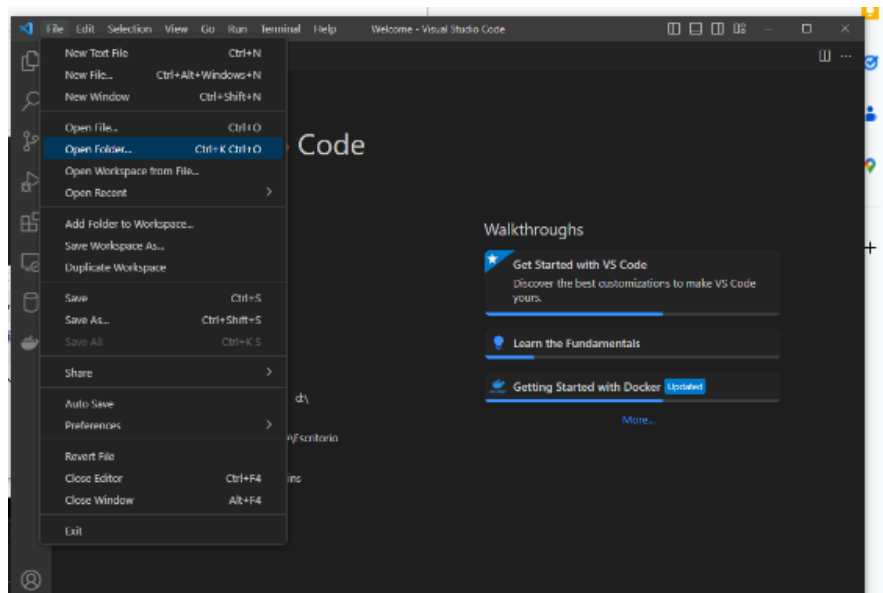 File Edit Selection View Go Run Terminal Help Welcome - Visual Studio Code
New Text File Ctrl+N
New File... Ctrl+Alt+Windows+N
New Window Ctrl+Shift+N
Open File... Ctrl+O
Open Folder... Ctrl+K Ctrl+O
Open Workspace from File...
Open Recent
Add Folder to Workspace...
Save Workspace As...
Duplicate Workspace
Save Ctrl+S
Save As... Ctrl+Shift+S
Save All Ctrl+K S
Share
Auto Save
Preferences
Revert File
Close Editor Ctrl+F4
Close Window Alt+F4
Exit
Code
d:\
\Escritorio
ins
Walkthroughs
Get Started with VS Code
Discover the best customizations to make VS Code
yours.
Learn the Fundamentals
Getting Started with Docker Updated
More...